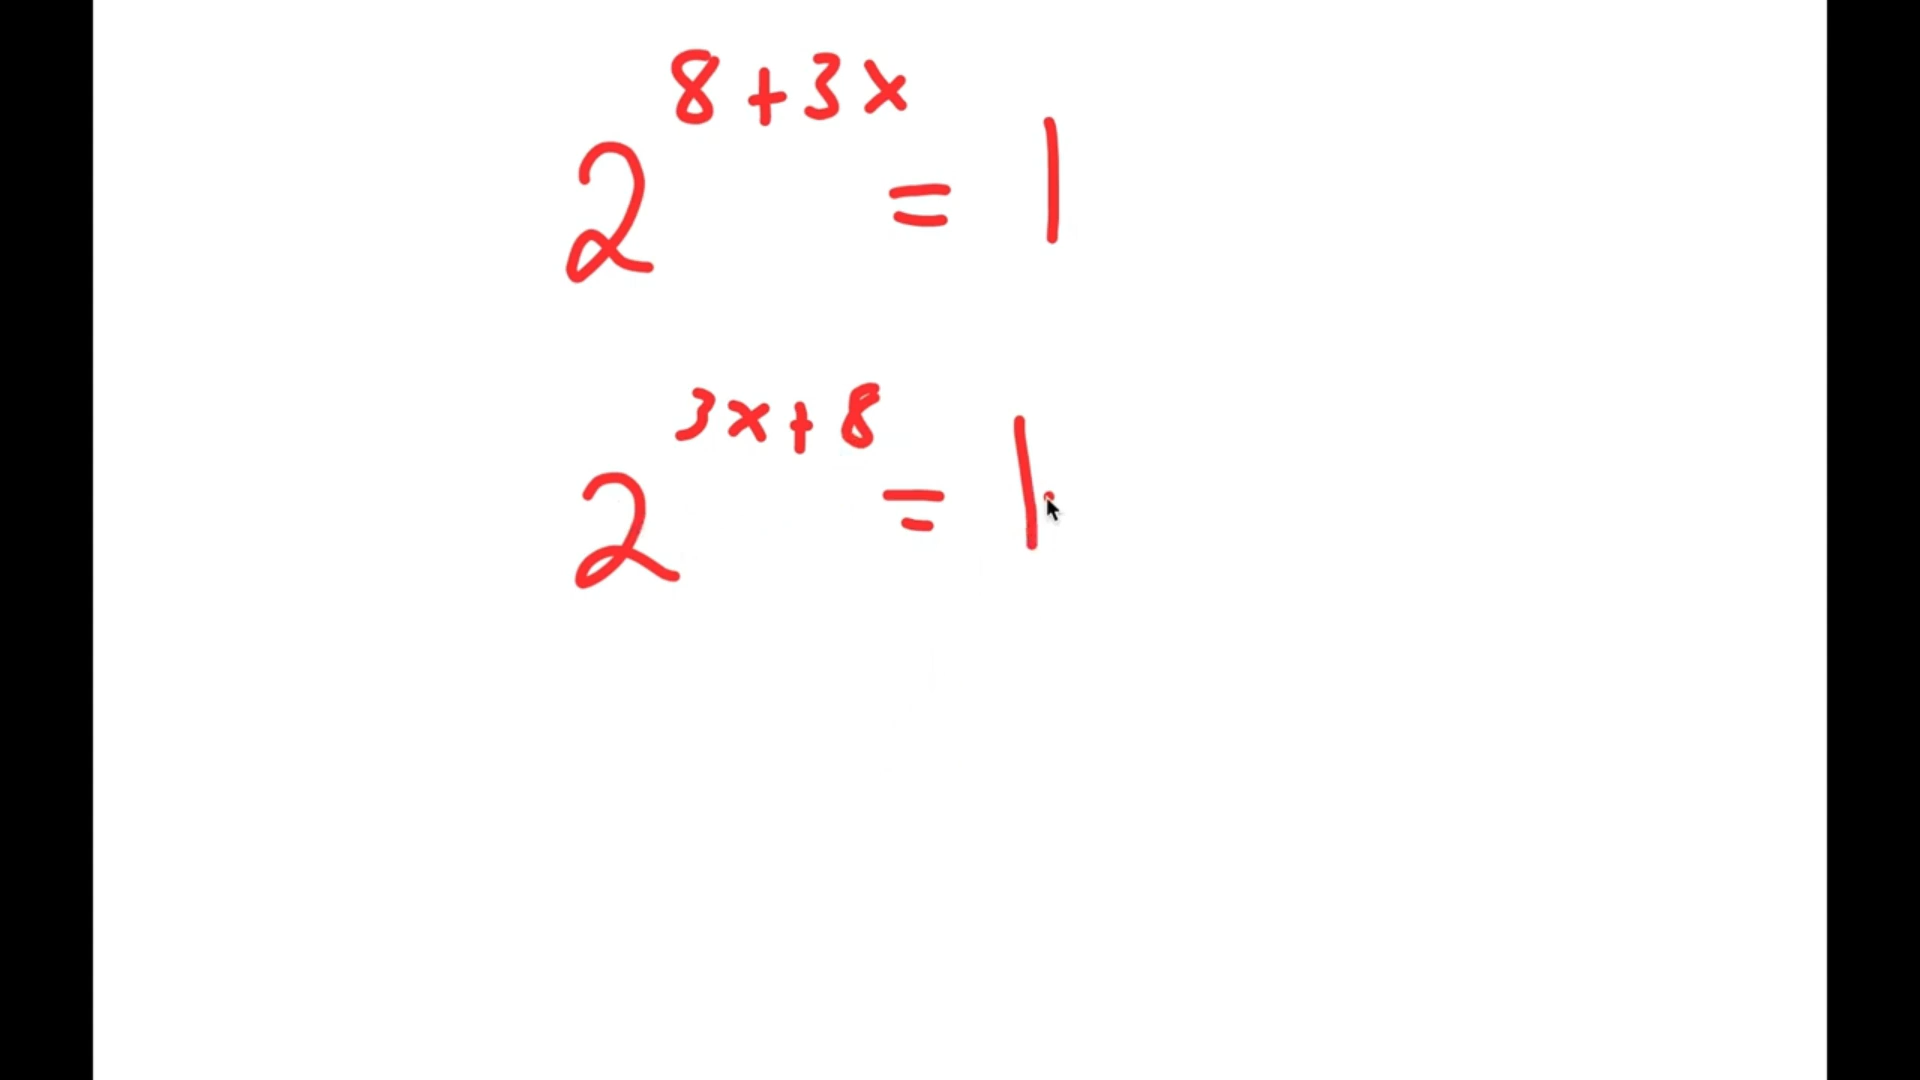 2^{8+3x} = 1
2^{3x+8} = 1